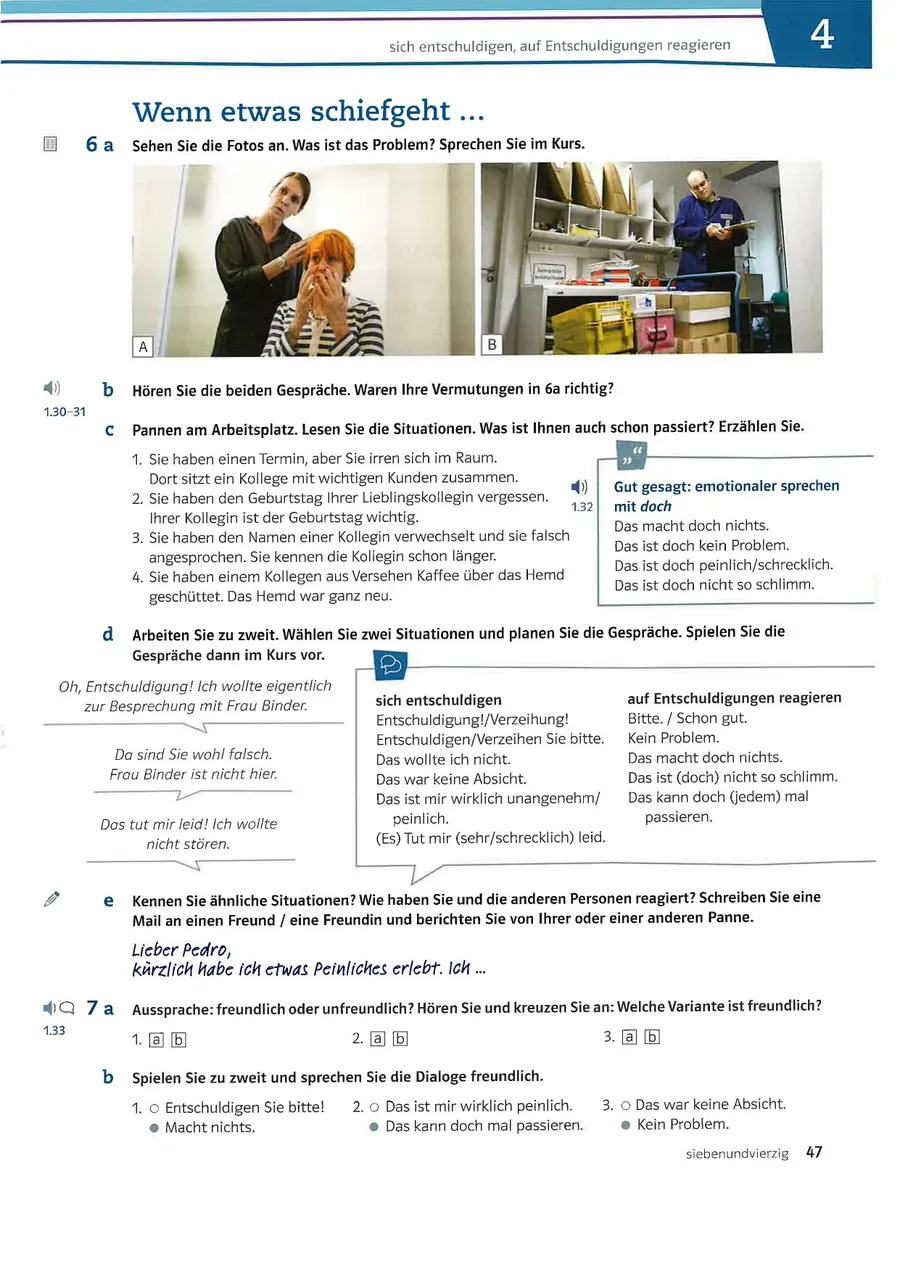 sich entschuldigen, auf Entschuldigungen reagieren
4
Wenn etwas schiefgeht ...
6 a Sehen Sie die Fotos an. Was ist das Problem? Sprechen Sie im Kurs.
A
B
b Hören Sie die beiden Gespräche. Waren Ihre Vermutungen in 6a richtig?
1.30–31
c Pannen am Arbeitsplatz. Lesen Sie die Situationen. Was ist Ihnen auch schon passiert? Erzählen Sie.
1. Sie haben einen Termin, aber Sie irren sich im Raum.
Dort sitzt ein Kollege mit wichtigen Kunden zusammen.
2. Sie haben den Geburtstag Ihrer Lieblingskollegin vergessen.
Ihrer Kollegin ist der Geburtstag wichtig.
3. Sie haben den Namen einer Kollegin verwechselt und sie falsch
angesprochen. Sie kennen die Kollegin schon länger.
4. Sie haben einem Kollegen aus Versehen Kaffee über das Hemd
geschüttet. Das Hemd war ganz neu.
1.32
Gut gesagt: emotionaler sprechen
mit doch
Das macht doch nichts.
Das ist doch kein Problem.
Das ist doch peinlich/schrecklich.
Das ist doch nicht so schlimm.
d Arbeiten Sie zu zweit. Wählen Sie zwei Situationen und planen Sie die Gespräche. Spielen Sie die
Gespräche dann im Kurs vor.
Oh, Entschuldigung! Ich wollte eigentlich
zur Besprechung mit Frau Binder.
Da sind Sie wohl falsch.
Frau Binder ist nicht hier.
Das tut mir leid! Ich wollte
nicht stören.
sich entschuldigen
Entschuldigung!/Verzeihung!
Entschuldigen/Verzeihen Sie bitte.
Das wollte ich nicht.
Das war keine Absicht.
Das ist mir wirklich unangenehm/
peinlich.
(Es) Tut mir (sehr/schrecklich) leid.
auf Entschuldigungen reagieren
Bitte. / Schon gut.
Kein Problem.
Das macht doch nichts.
Das ist (doch) nicht so schlimm.
Das kann doch (jedem) mal
passieren.
e Kennen Sie ähnliche Situationen? Wie haben Sie und die anderen Personen reagiert? Schreiben Sie eine
Mail an einen Freund / eine Freundin und berichten Sie von Ihrer oder einer anderen Panne.
Lieber Pedro,
kürzlich habe ich etwas Peinliches erlebt. Ich ...
7 a Aussprache: freundlich oder unfreundlich? Hören Sie und kreuzen Sie an: Welche Variante ist freundlich?
1.33
1. a b 2. a b 3. a b
b Spielen Sie zu zweit und sprechen Sie die Dialoge freundlich.
1. ○ Entschuldigen Sie bitte!
● Macht nichts.
2. ○ Das ist mir wirklich peinlich.
● Das kann doch mal passieren.
3. ○ Das war keine Absicht.
● Kein Problem.
siebenundvierzig 47